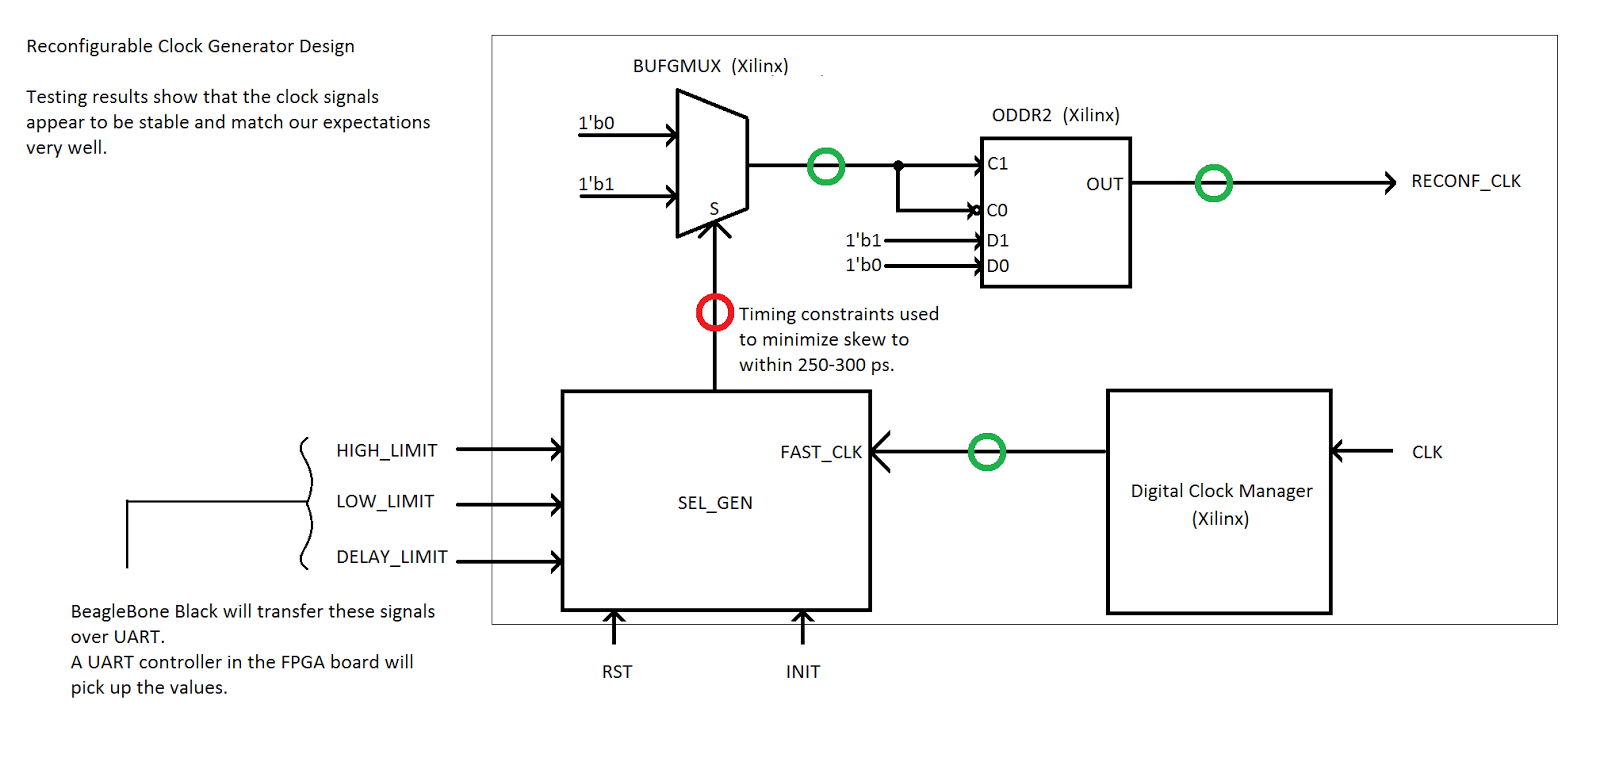 Reconfigurable Clock Generator Design
Testing results show that the clock signals
appear to be stable and match our expectations
very well.
BUFGMUX (Xilinx)
1'b0
1'b1
S
ODDR2 (Xilinx)
C1
OUT
C0
1'b1
D1
1'b0
D0
RECONF_CLK
Timing constraints used
to minimize skew to
within 250-300 ps.
HIGH_LIMIT
LOW_LIMIT
DELAY_LIMIT
FAST_CLK
SEL_GEN
Digital Clock Manager
(Xilinx)
CLK
BeagleBone Black will transfer these signals
over UART.
A UART controller in the FPGA board will
pick up the values.
RST
INIT